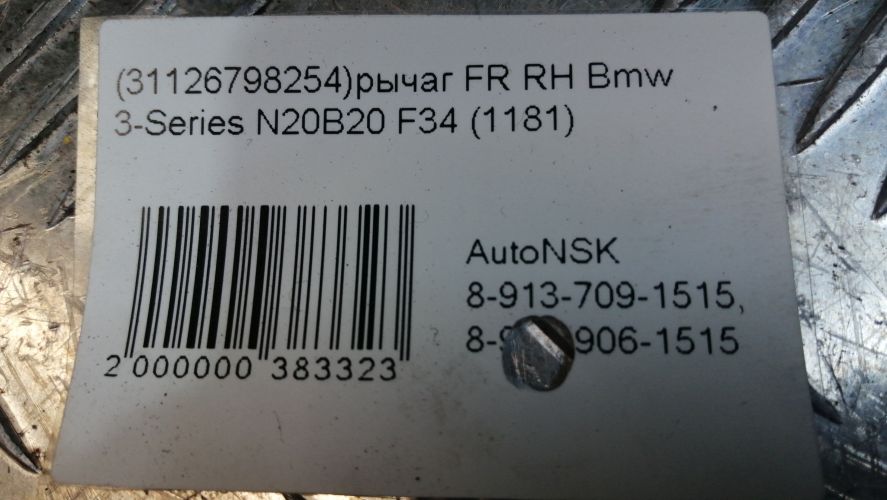 (31126798254)рычаг FR RH Bmw
3-Series N20B20 F34 (1181)
AutoNSK
8-913-709-1515,
906-1515
2 000000 383323